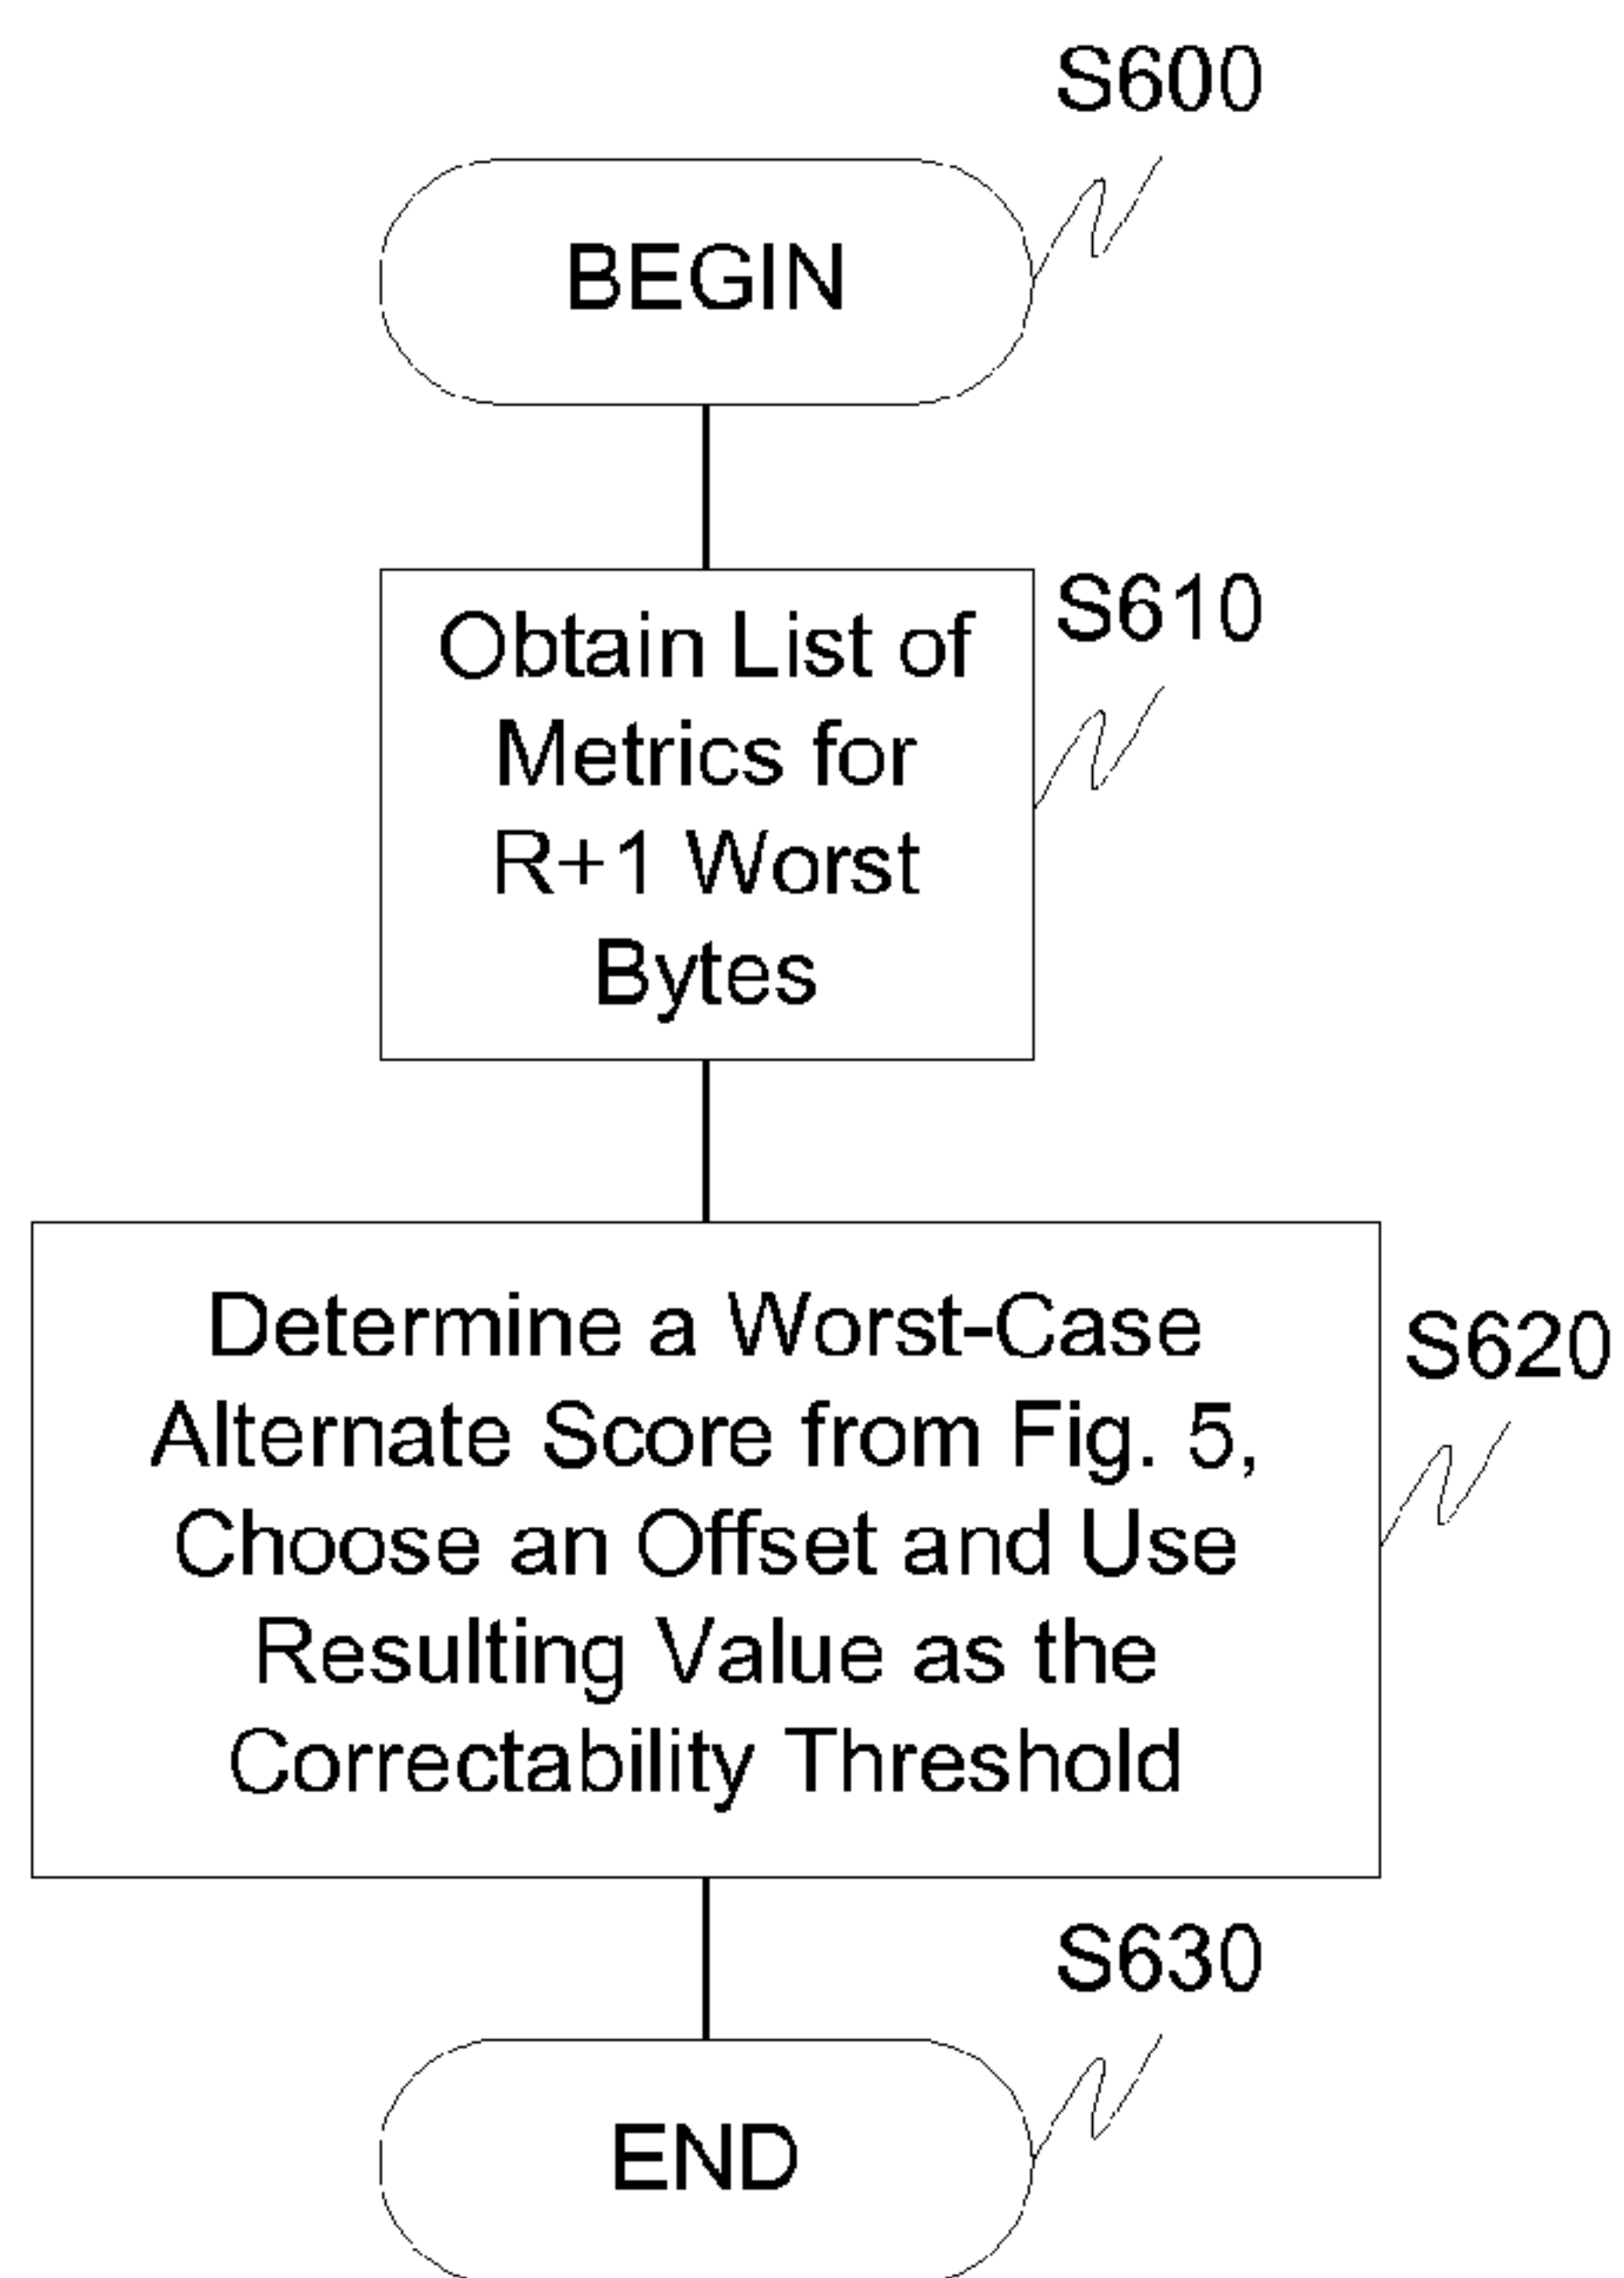 S600
BEGIN
S610
Obtain List of
Metrics for
R+1 Worst
Bytes
S620
Determine a Worst-Case
Alternate Score from Fig. 5,
Choose an Offset and Use
Resulting Value as the
Correctability Threshold
S630
END